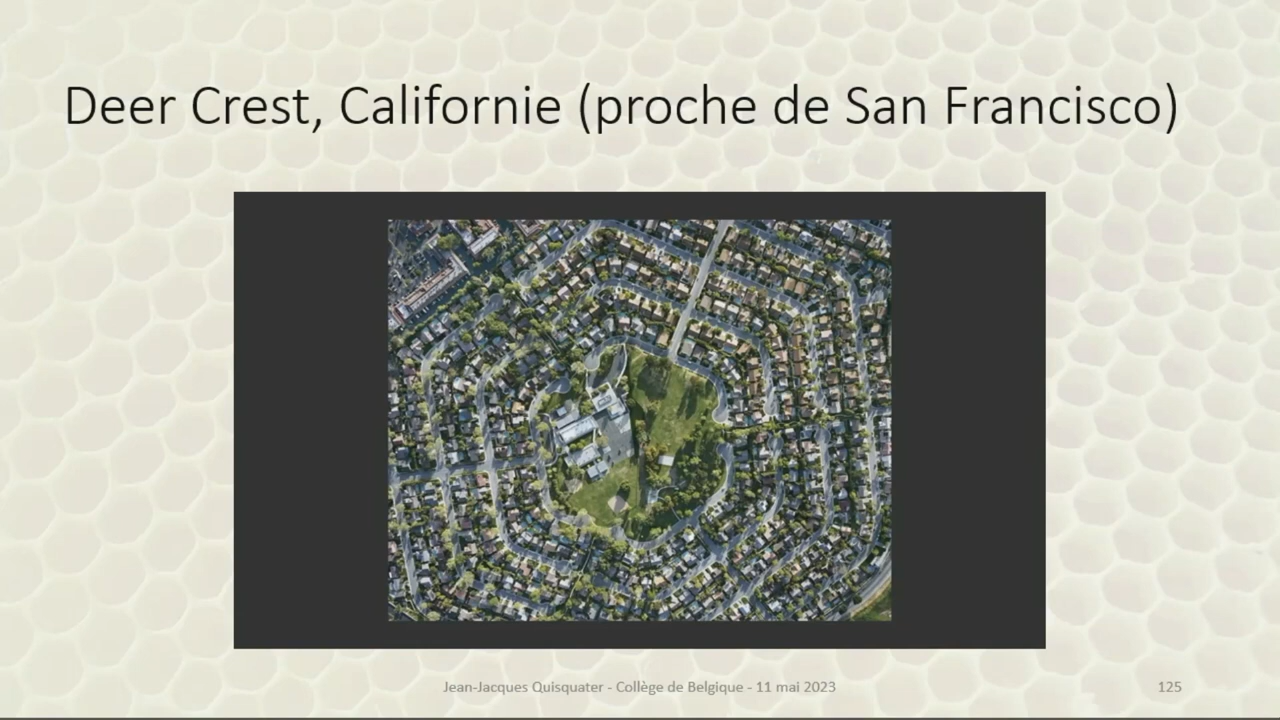 Deer Crest, Californie (proche de San Francisco)
Jean-Jacques Quisquater - Collège de Belgique - 11 mai 2023
125